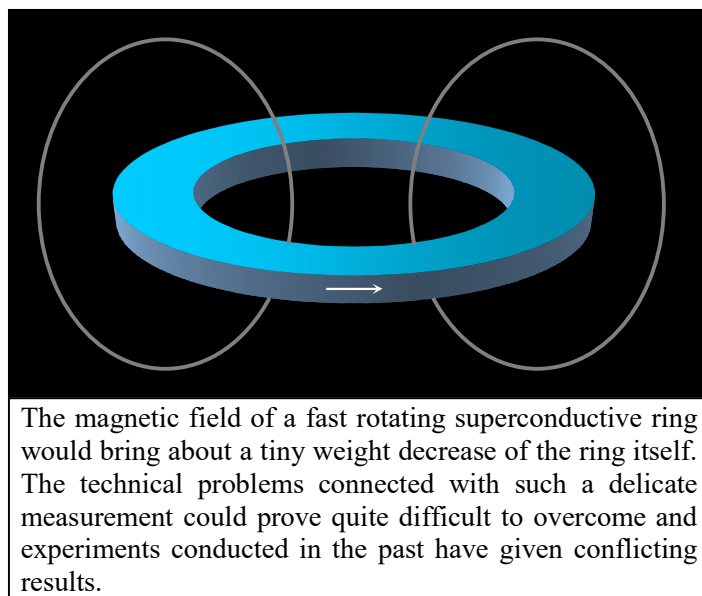 The magnetic field of a fast rotating superconductive ring
would bring about a tiny weight decrease of the ring itself.
The technical problems connected with such a delicate
measurement could prove quite difficult to overcome and
experiments conducted in the past have given conflicting
results.